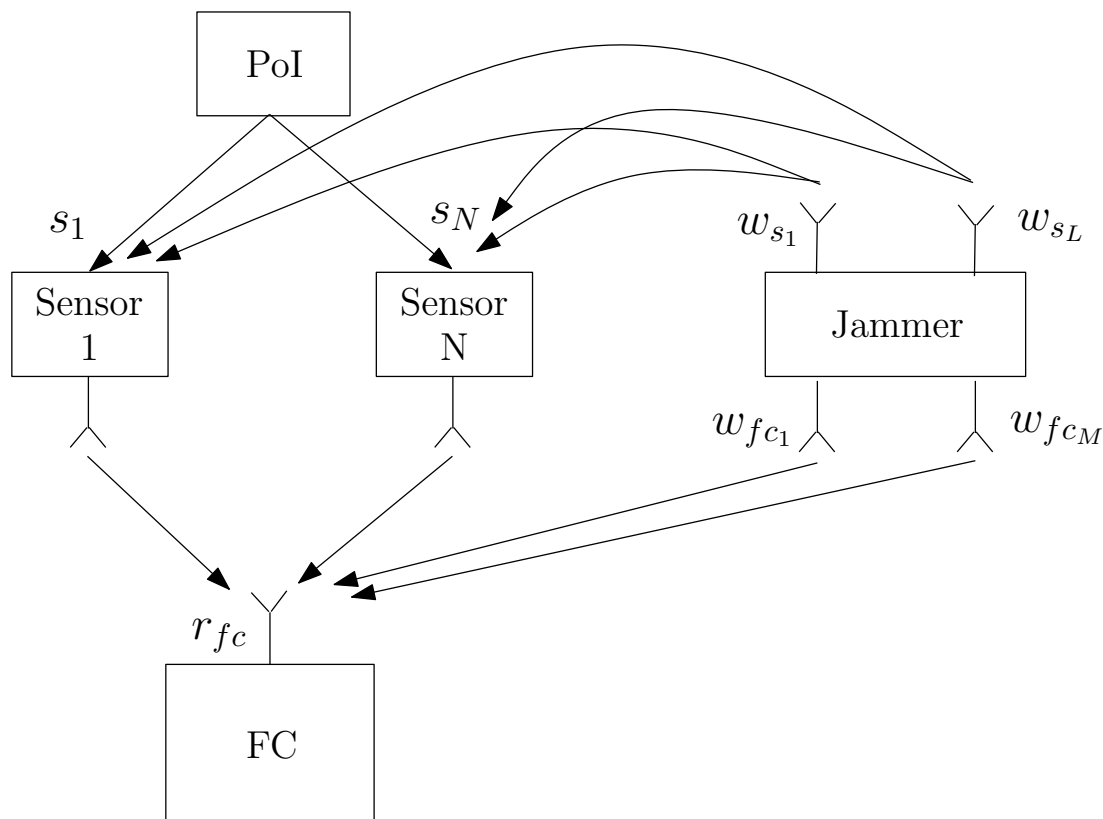 PoI
s_1
s_N
w_{s_1}
w_{s_L}
Sensor
1
Sensor
N
Jammer
w_{fc_1}
w_{fc_M}
r_{fc}
FC